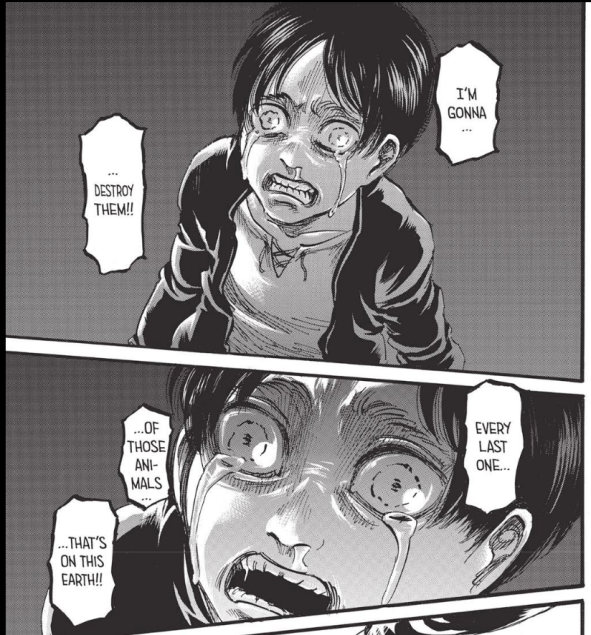 I'M
GONNA
...
...
DESTROY
THEM!!
EVERY
LAST
ONE...
...OF
THOSE
ANI-
MALS
...
...THAT'S
ON THIS
EARTH!!